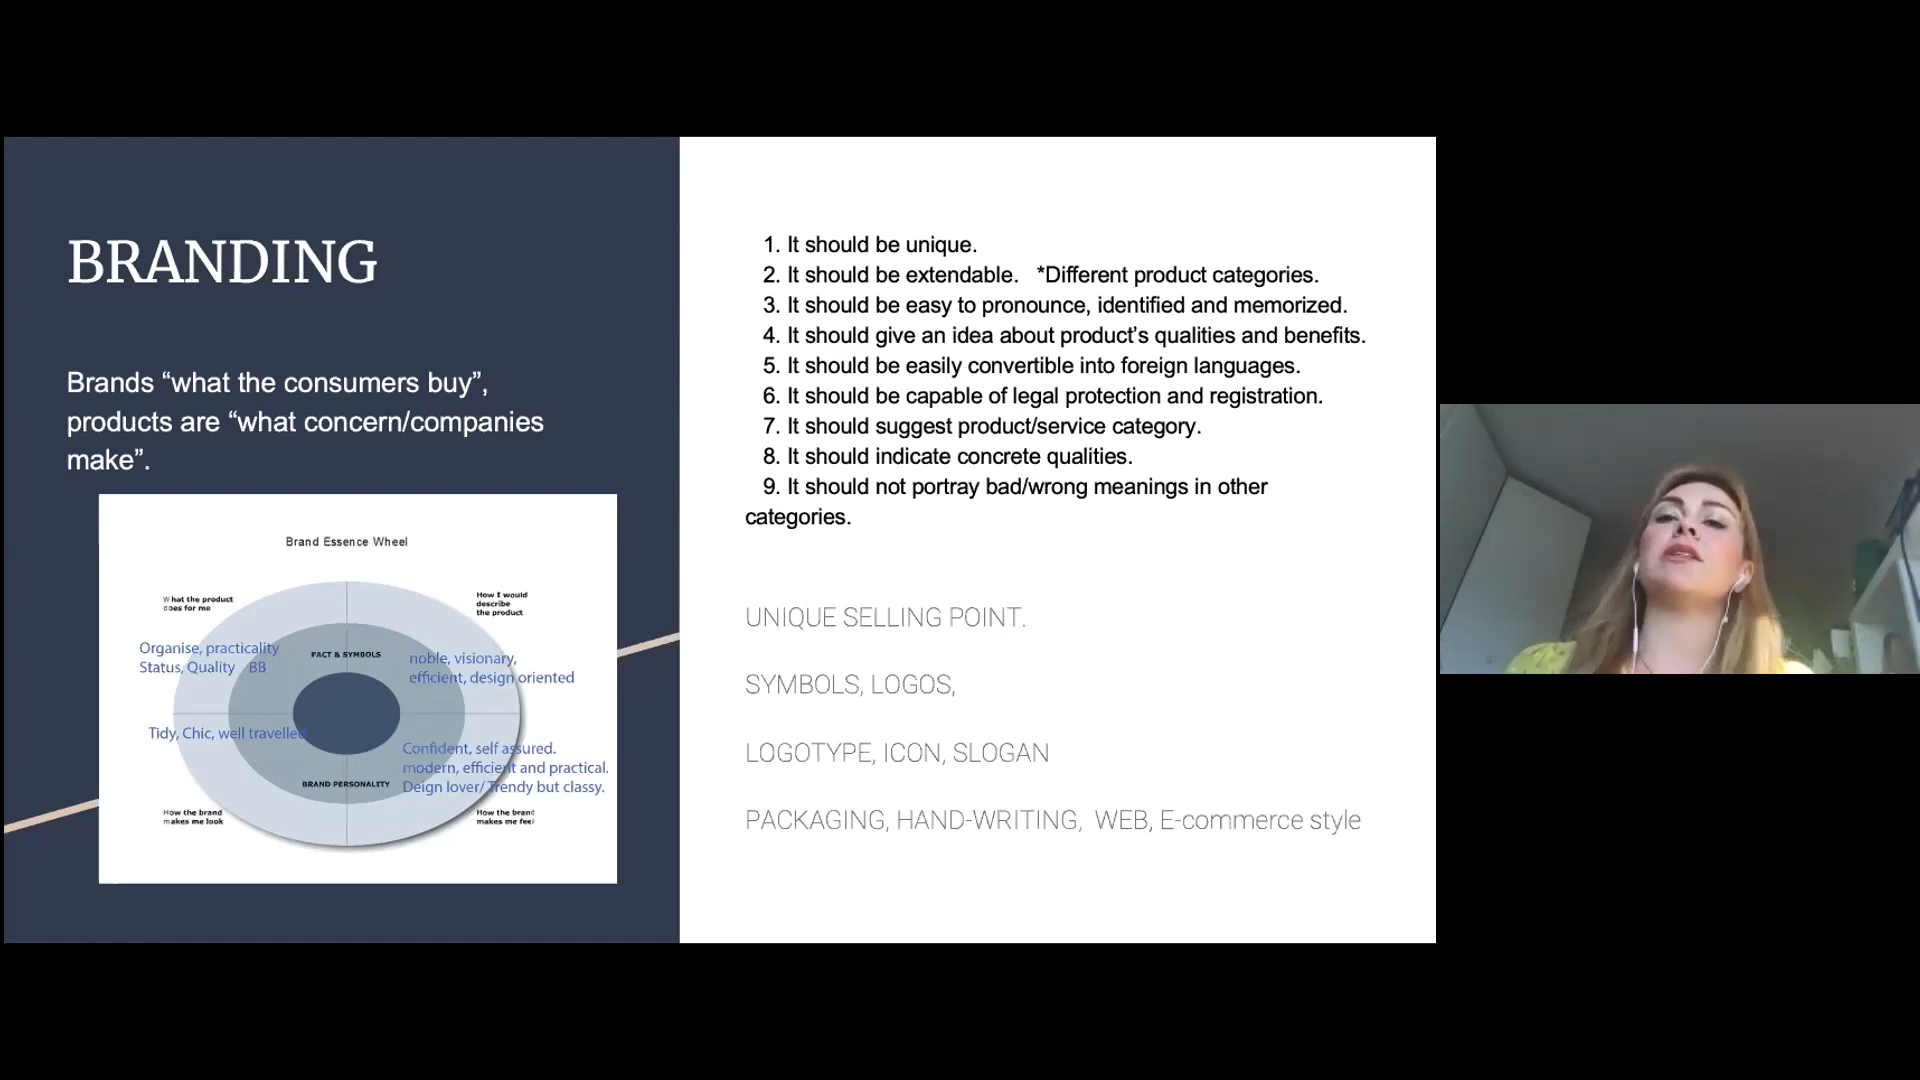 BRANDING
Brands “what the consumers buy”,
products are “what concern/companies
make”.
Brand Essence Wheel
What the product
does for me
How I would
describe
the product
Organise, practicality
Status, Quality BB
FACT & SYMBOLS
noble, visionary,
efficient, design oriented
Tidy, Chic, well travelled
Confident, self assured.
modern, efficient and practical.
Deign lover/ Trendy but classy.
BRAND PERSONALITY
How the brand
makes me look
How the brand
makes me feel
1. It should be unique.
2. It should be extendable. *Different product categories.
3. It should be easy to pronounce, identified and memorized.
4. It should give an idea about product’s qualities and benefits.
5. It should be easily convertible into foreign languages.
6. It should be capable of legal protection and registration.
7. It should suggest product/service category.
8. It should indicate concrete qualities.
9. It should not portray bad/wrong meanings in other
categories.
UNIQUE SELLING POINT.
SYMBOLS, LOGOS,
LOGOTYPE, ICON, SLOGAN
PACKAGING, HAND-WRITING, WEB, E-commerce style